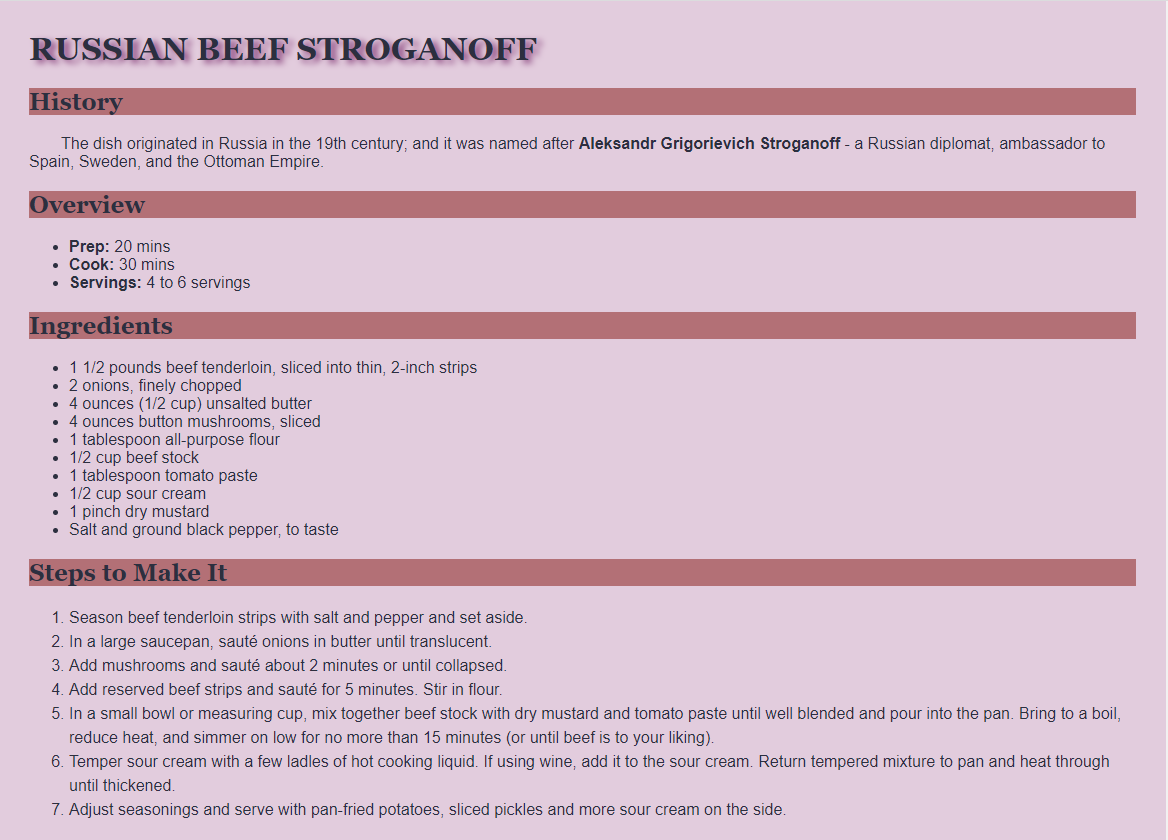 RUSSIAN BEEF STROGANOFF
History
The dish originated in Russia in the 19th century; and it was named after Aleksandr Grigorievich Stroganoff - a Russian diplomat, ambassador to
Spain, Sweden, and the Ottoman Empire.
Overview
• Prep: 20 mins
• Cook: 30 mins
• Servings: 4 to 6 servings
Ingredients
• 1 1/2 pounds beef tenderloin, sliced into thin, 2-inch strips
• 2 onions, finely chopped
• 4 ounces (1/2 cup) unsalted butter
• 4 ounces button mushrooms, sliced
• 1 tablespoon all-purpose flour
• 1/2 cup beef stock
• 1 tablespoon tomato paste
• 1/2 cup sour cream
• 1 pinch dry mustard
• Salt and ground black pepper, to taste
Steps to Make It
1. Season beef tenderloin strips with salt and pepper and set aside.
2. In a large saucepan, sauté onions in butter until translucent.
3. Add mushrooms and sauté about 2 minutes or until collapsed.
4. Add reserved beef strips and sauté for 5 minutes. Stir in flour.
5. In a small bowl or measuring cup, mix together beef stock with dry mustard and tomato paste until well blended and pour into the pan. Bring to a boil,
reduce heat, and simmer on low for no more than 15 minutes (or until beef is to your liking).
6. Temper sour cream with a few ladles of hot cooking liquid. If using wine, add it to the sour cream. Return tempered mixture to pan and heat through
until thickened.
7. Adjust seasonings and serve with pan-fried potatoes, sliced pickles and more sour cream on the side.